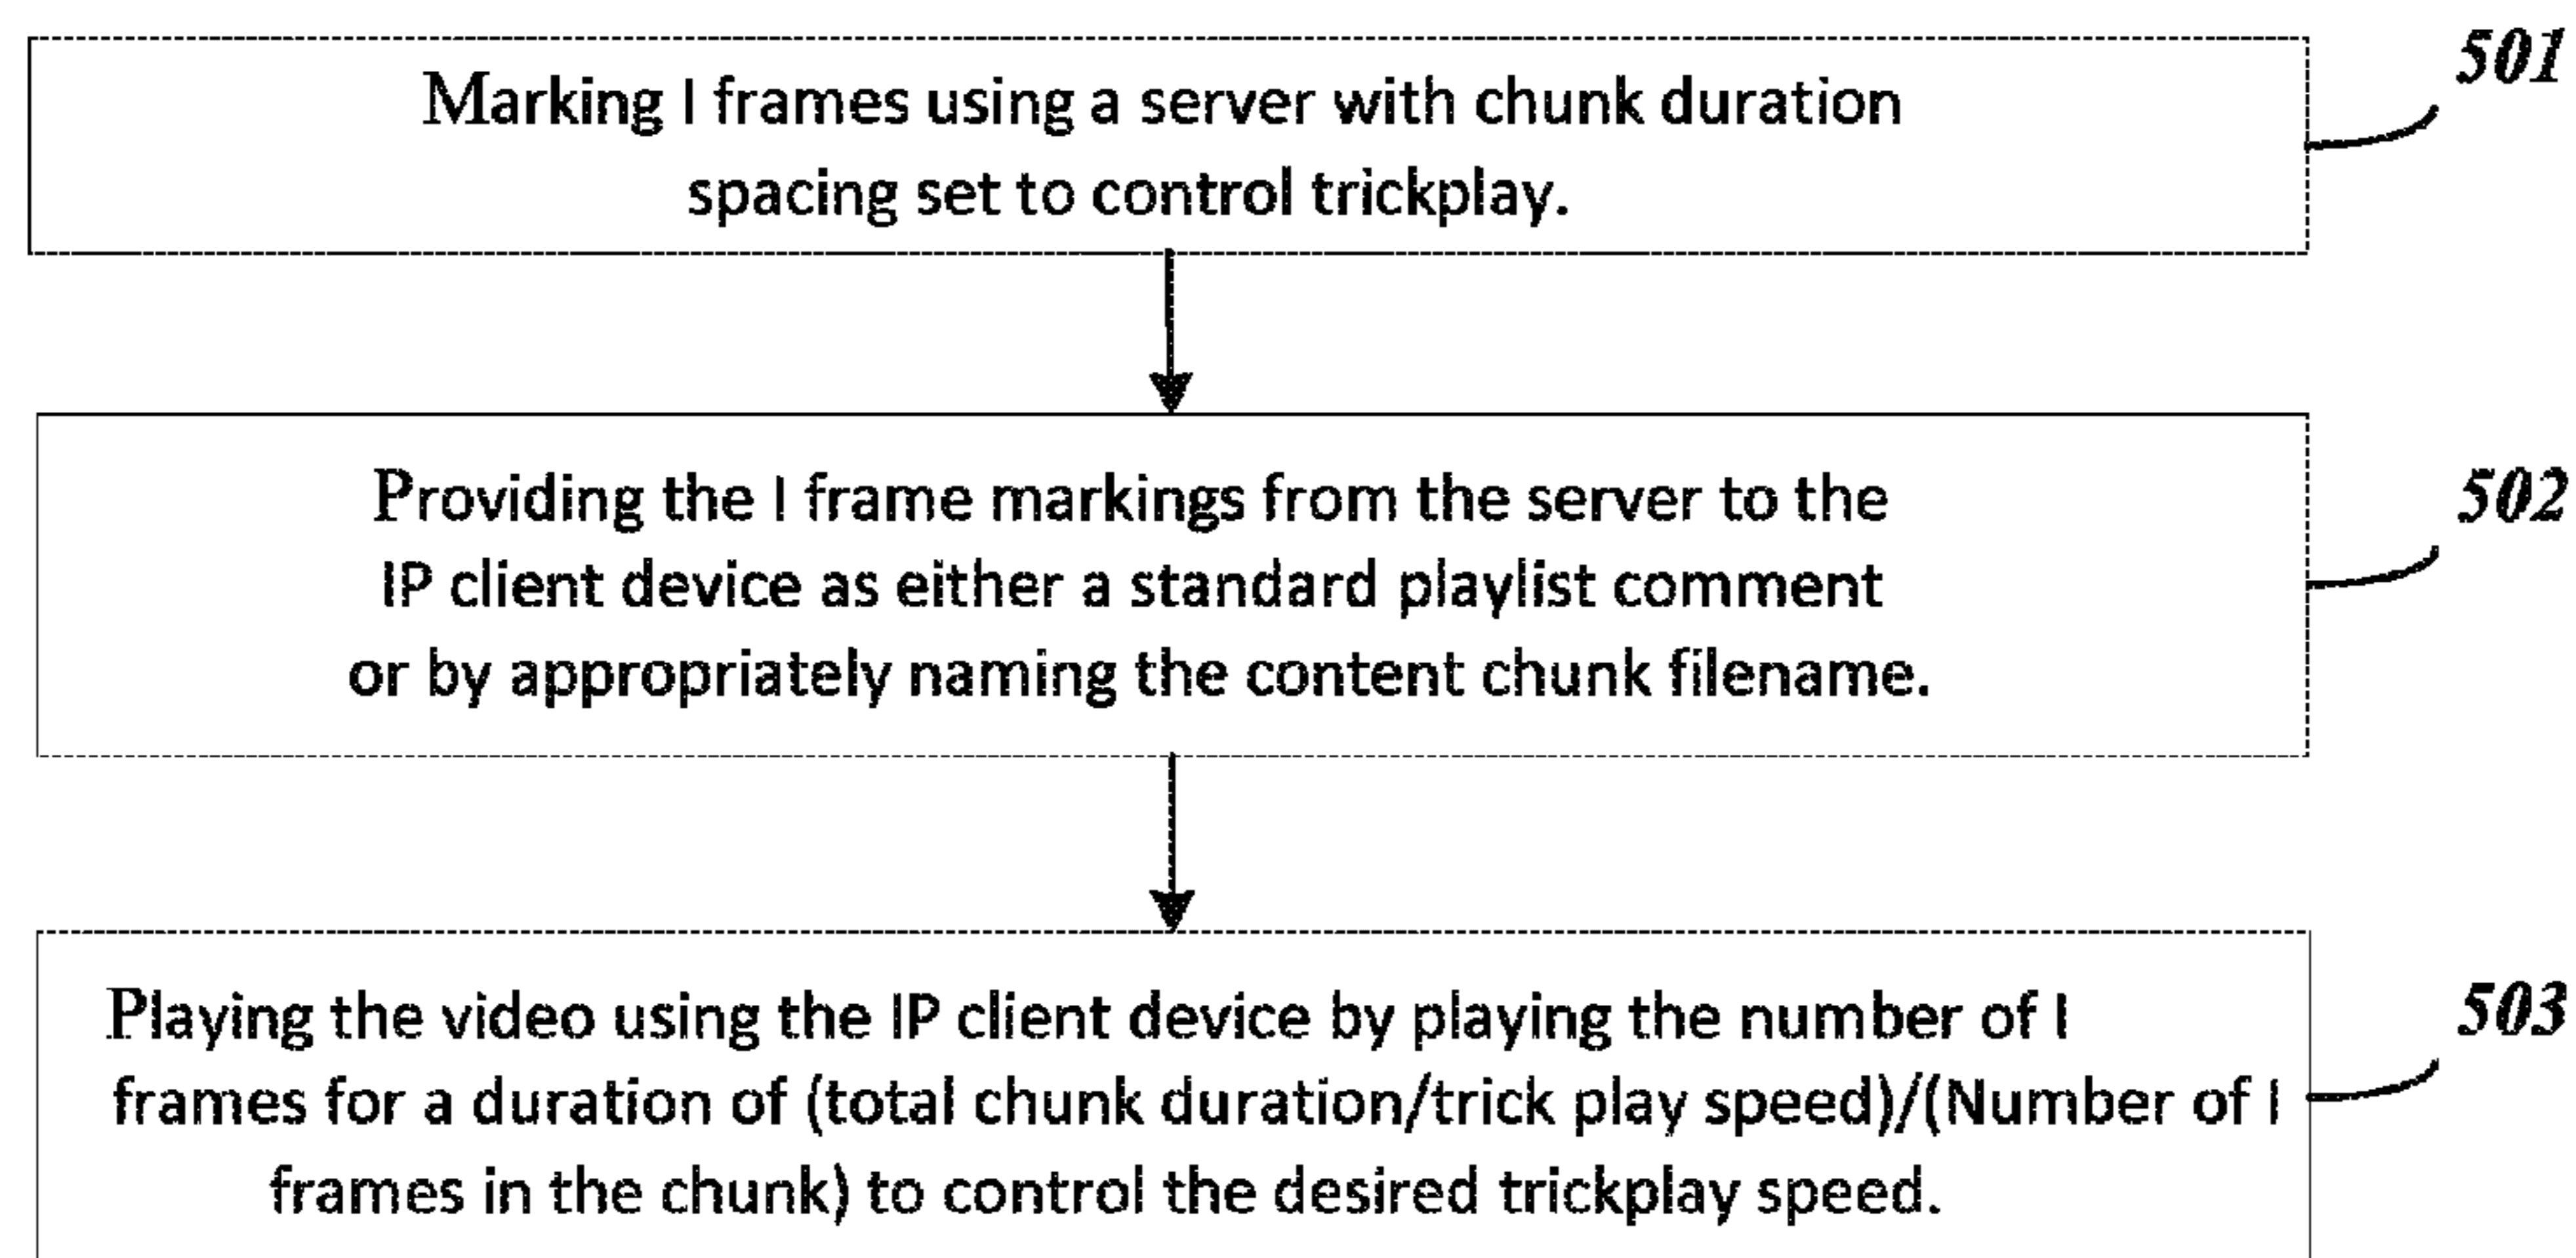 Marking I frames using a server with chunk duration
spacing set to control trickplay.
501
Providing the I frame markings from the server to the
IP client device as either a standard playlist comment
or by appropriately naming the content chunk filename.
502
Playing the video using the IP client device by playing the number of I
frames for a duration of (total chunk duration/trick play speed)/(Number of I
frames in the chunk) to control the desired trickplay speed.
503